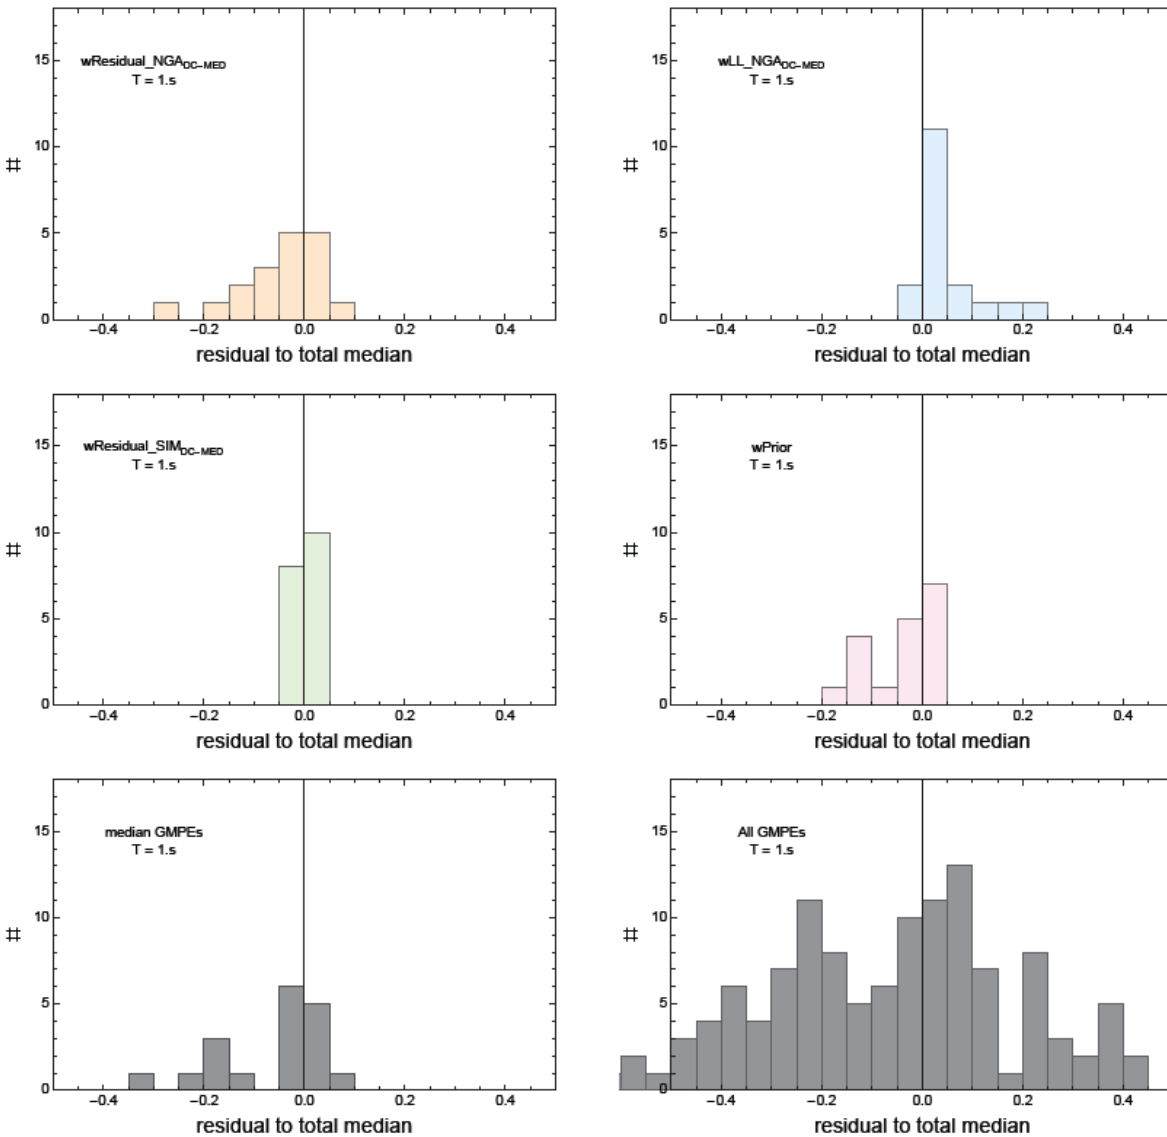 wResidual_NGA_DC-MED
T = 1.s
#
15
10
5
0
-0.4 -0.2 0.0 0.2 0.4
residual to total median
wLL_NGA_DC-MED
T = 1.s
#
15
10
5
0
-0.4 -0.2 0.0 0.2 0.4
residual to total median
wResidual_SIM_DC-MED
T = 1.s
#
15
10
5
0
-0.4 -0.2 0.0 0.2 0.4
residual to total median
wPrior
T = 1.s
#
15
10
5
0
-0.4 -0.2 0.0 0.2 0.4
residual to total median
median GMPEs
T = 1.s
#
15
10
5
0
-0.4 -0.2 0.0 0.2 0.4
residual to total median
All GMPEs
T = 1.s
#
15
10
5
0
-0.4 -0.2 0.0 0.2 0.4
residual to total median